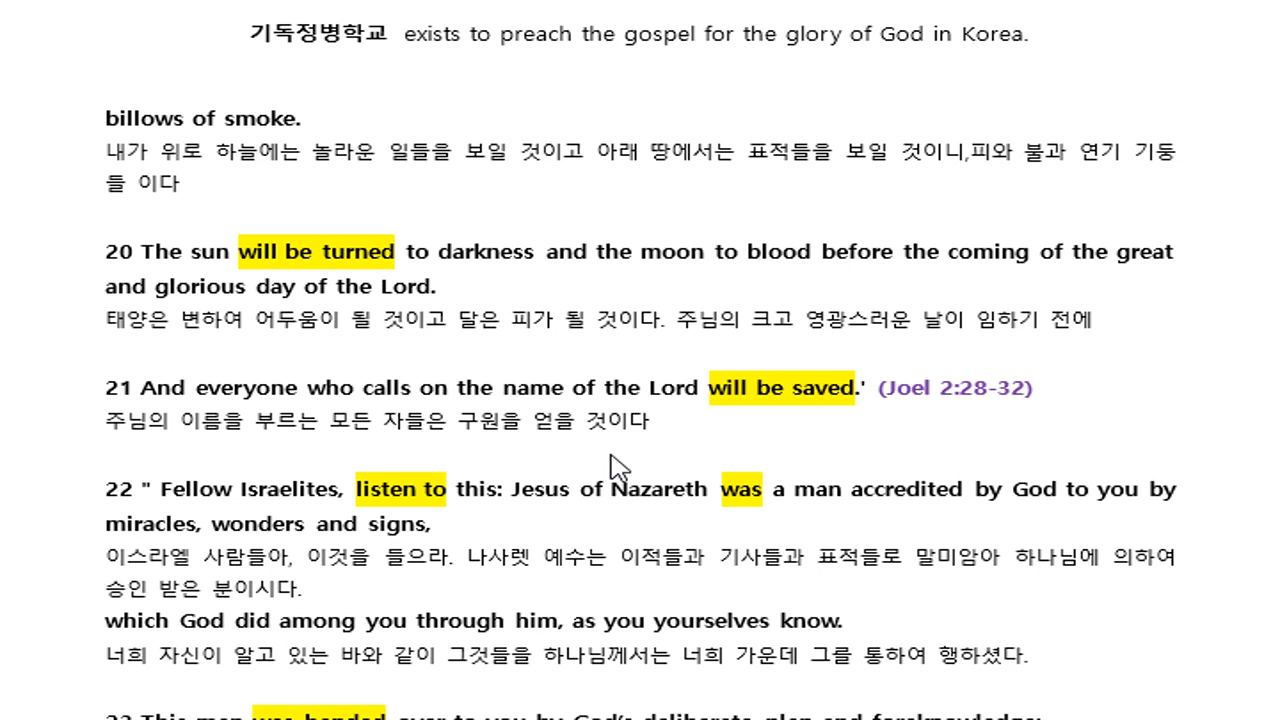 기독정병학교 exists to preach the gospel for the glory of God in Korea.
billows of smoke.
내가 위로 하늘에는 놀라운 일들을 보일 것이고 아래 땅에서는 표적들을 보일 것이니,피와 불과 연기 기둥
들 이다
20 The sun will be turned to darkness and the moon to blood before the coming of the great
and glorious day of the Lord.
태양은 변하여 어두움이 될 것이고 달은 피가 될 것이다. 주님의 크고 영광스러운 날이 임하기 전에
21 And everyone who calls on the name of the Lord will be saved.' (Joel 2:28-32)
주님의 이름을 부르는 모든 자들은 구원을 얻을 것이다
22 " Fellow Israelites, listen to this: Jesus of Nazareth was a man accredited by God to you by
miracles, wonders and signs,
이스라엘 사람들아, 이것을 들으라. 나사렛 예수는 이적들과 기사들과 표적들로 말미암아 하나님에 의하여
승인 받은 분이시다.
which God did among you through him, as you yourselves know.
너희 자신이 알고 있는 바와 같이 그것들을 하나님께서는 너희 가운데 그를 통하여 행하셨다.
23 This man was handed over to you by God's deliberate plan and foreknowledge;